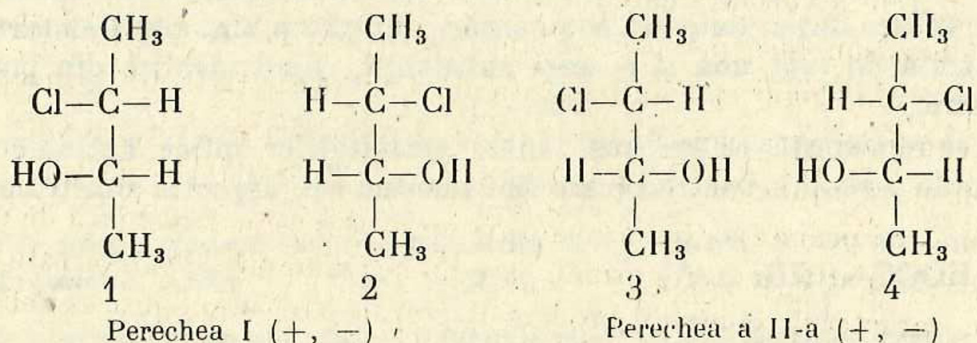 CH₃ CH₃ CH₃ CH₃
Cl—C—H H—C—Cl Cl—C—H H—C—Cl
HO—C—H H—C—OH H—C—OH HO—C—H
CH₃ CH₃ CH₃ CH₃
1 2 3 4
Perechea I (+, −) Perechea a II-a (+, −)